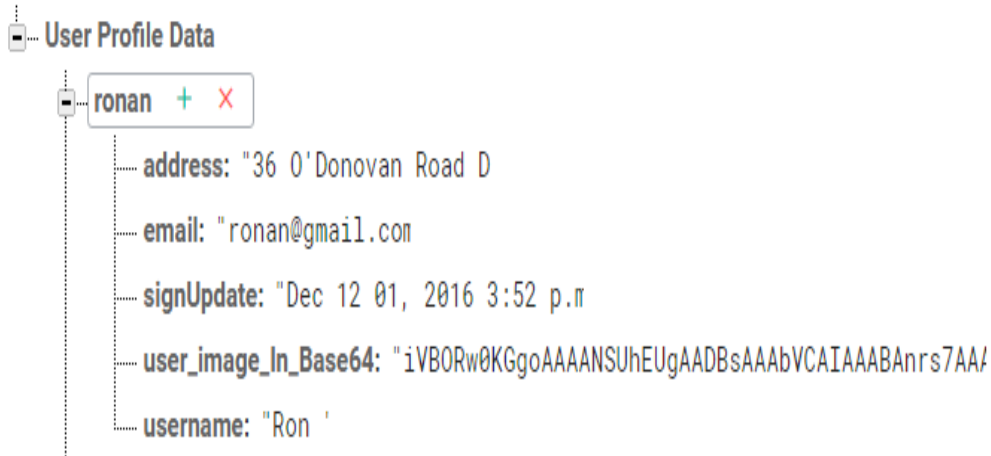 User Profile Data
ronan + ×
address: "36 O'Donovan Road D
email: "ronan@gmail.com
signUpdate: "Dec 12 01, 2016 3:52 p.m
user_image_In_Base64: "iVBORw0KGgoAAAANSUhEUgAADBsAAAbVCAIAAABAnrs7AAA
username: "Ron '